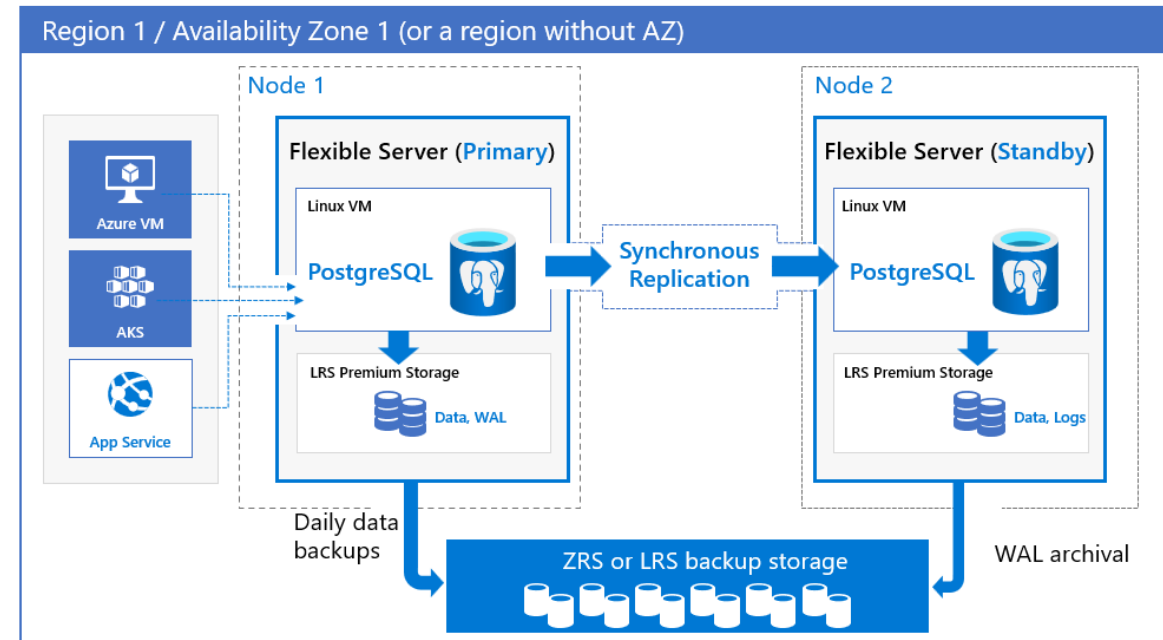 Region 1 / Availability Zone 1 (or a region without AZ)
Node 1
Node 2
Azure VM
AKS
App Service
Flexible Server (Primary)
Linux VM
PostgreSQL
LRS Premium Storage
Data, WAL
Synchronous
Replication
Flexible Server (Standby)
Linux VM
PostgreSQL
LRS Premium Storage
Data, Logs
Daily data
backups
ZRS or LRS backup storage
WAL archival